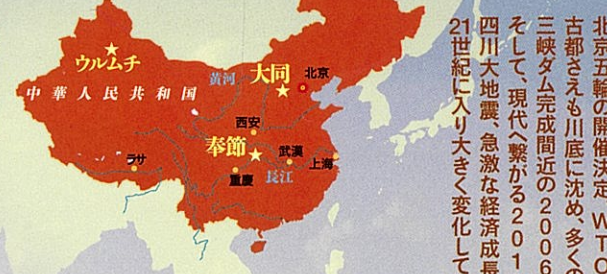 ウルムチ
黄河
大同
北京
中華人民共和国
西安
奉節
武漢
上海
ラサ
重慶
長江
北京五輪の開催決定、WTO
古都さえも川底に沈め、多くの
三峡ダム完成間近の2006
そして、現代へ繋がる201
四川大地震、急激な経済成長
21世紀に入り大きく変化して